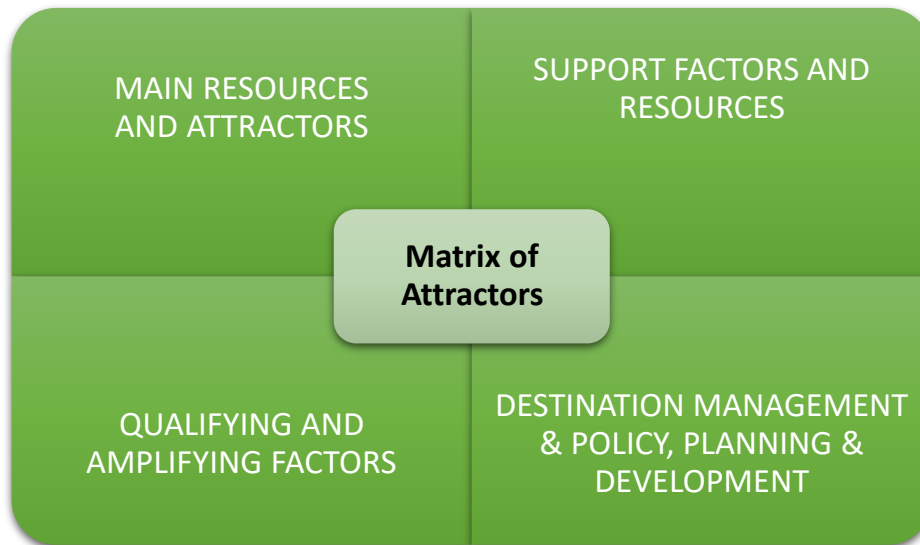 MAIN RESOURCES
AND ATTRACTORS
SUPPORT FACTORS AND
RESOURCES
Matrix of
Attractors
QUALIFYING AND
AMPLIFYING FACTORS
DESTINATION MANAGEMENT
& POLICY, PLANNING &
DEVELOPMENT